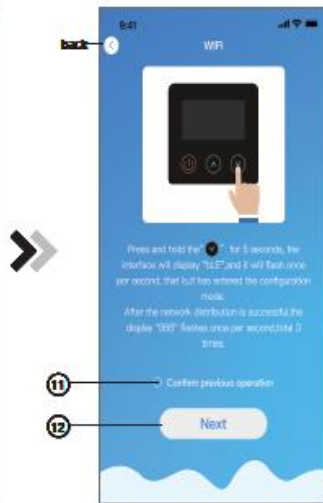 9:41
back
WIFI
Press and hold the" " for 5 seconds, the
interface will display "bLE",and it will flash once
per second, that is,it has entered the configuration
mode.
After the network distribution is successful,the
display "000" flashes once per second,total 3
times.
11 Confirm previous operation
12 Next